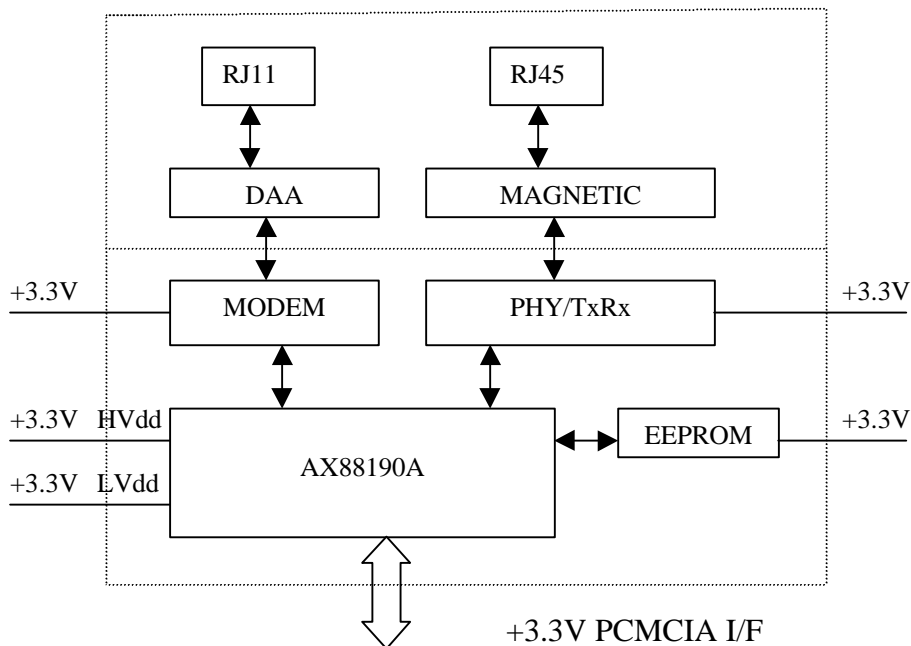 RJ11 RJ45
DAA MAGNETIC
+3.3V MODEM PHY/TxRx +3.3V
+3.3V HVdd EEPROM +3.3V
AX88190A
+3.3V LVdd
+3.3V PCMCIA I/F